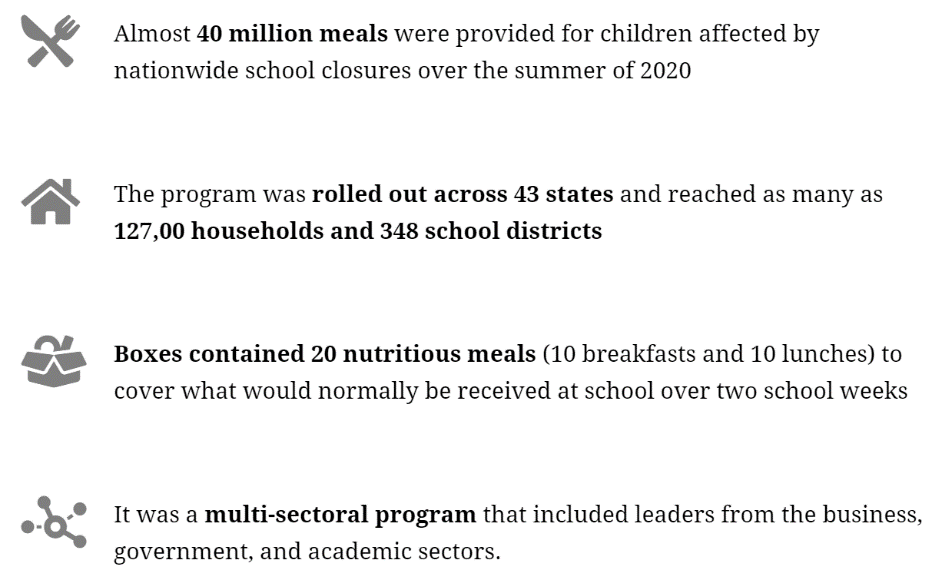 Almost 40 million meals were provided for children affected by
nationwide school closures over the summer of 2020
The program was rolled out across 43 states and reached as many as
127,00 households and 348 school districts
Boxes contained 20 nutritious meals (10 breakfasts and 10 lunches) to
cover what would normally be received at school over two school weeks
It was a multi-sectoral program that included leaders from the business,
government, and academic sectors.